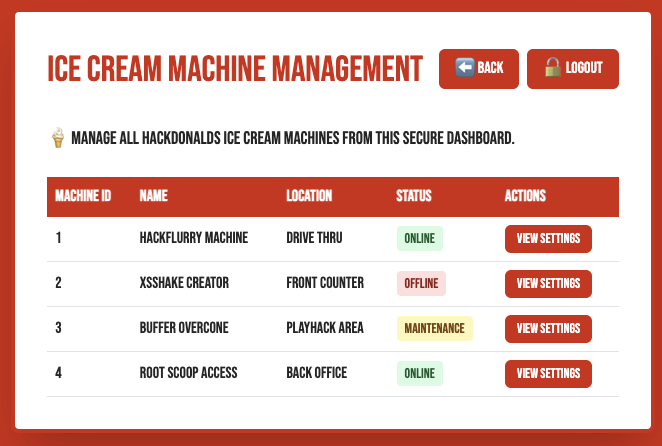 ICE CREAM MACHINE MANAGEMENT
BACK
LOGOUT
MANAGE ALL HACKDONALDS ICE CREAM MACHINES FROM THIS SECURE DASHBOARD.
MACHINE ID NAME LOCATION STATUS ACTIONS
1 HACKFLURRY MACHINE DRIVE THRU ONLINE VIEW SETTINGS
2 XSSHAKE CREATOR FRONT COUNTER OFFLINE VIEW SETTINGS
3 BUFFER OVERCONE PLAYHACK AREA MAINTENANCE VIEW SETTINGS
4 ROOT SCOOP ACCESS BACK OFFICE ONLINE VIEW SETTINGS